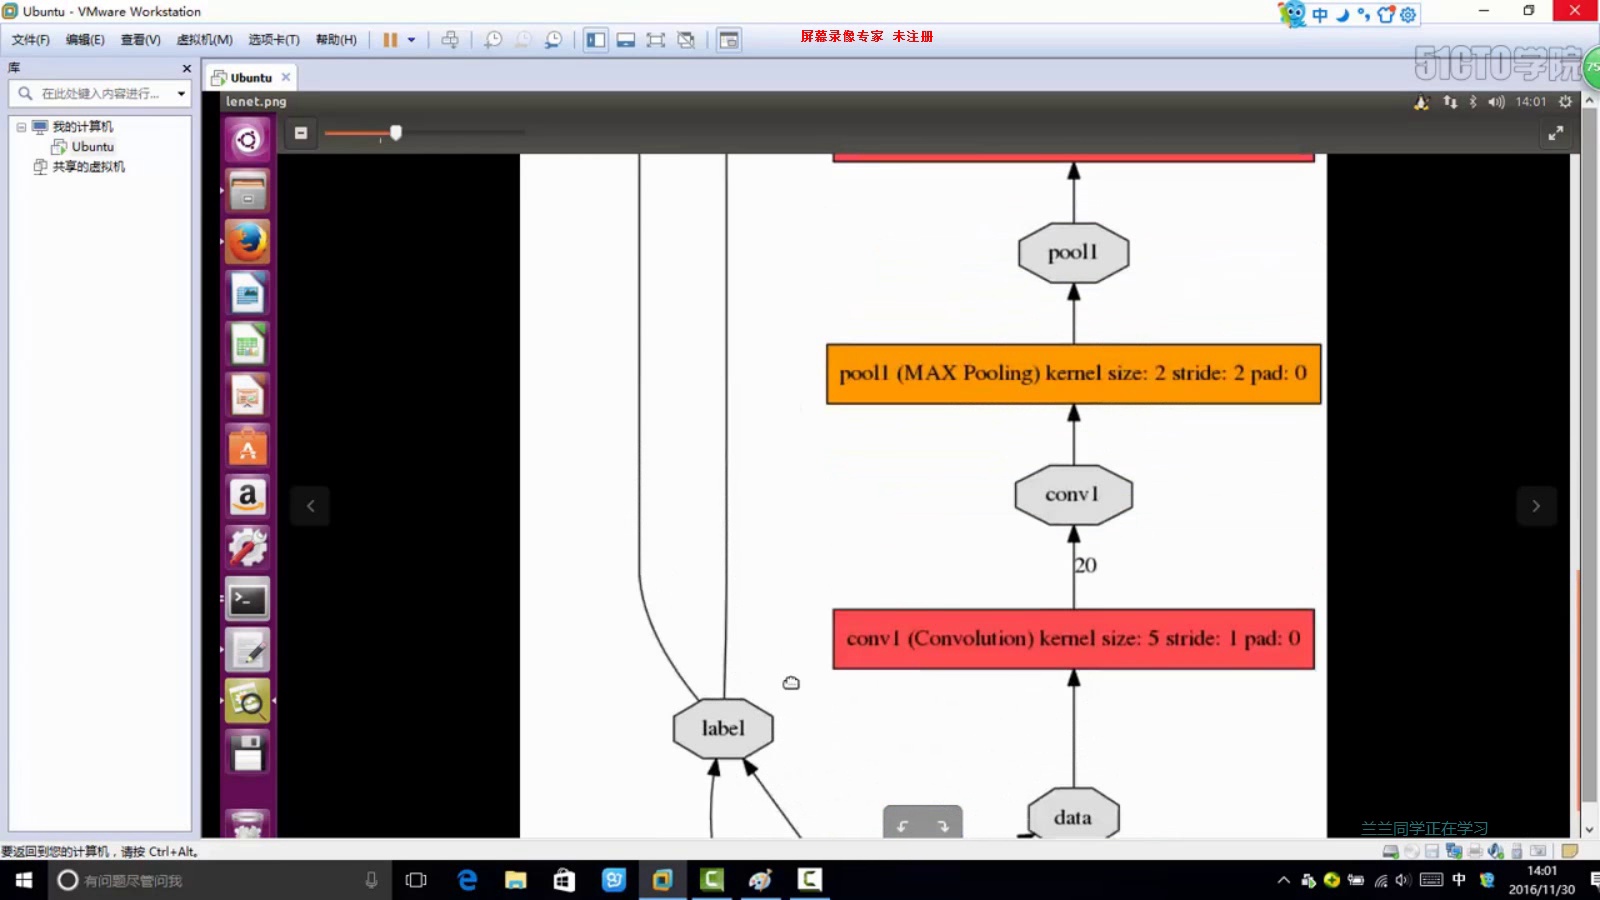 Ubuntu - VMware Workstation
中
文件(F) 编辑(E) 查看(V) 虚拟机(M) 选项卡(T) 帮助(H)
屏幕录像专家 未注册
51CTO学院
75
库
Ubuntu
在此处键入内容进行...
lenet.png
14:01
我的计算机
Ubuntu
共享的虚拟机
pool1
pool1 (MAX Pooling) kernel size: 2 stride: 2 pad: 0
conv1
20
conv1 (Convolution) kernel size: 5 stride: 1 pad: 0
label
data
兰兰同学正在学习
要返回到您的计算机，请按 Ctrl+Alt。
有问题尽管问我
中
14:01
2016/11/30